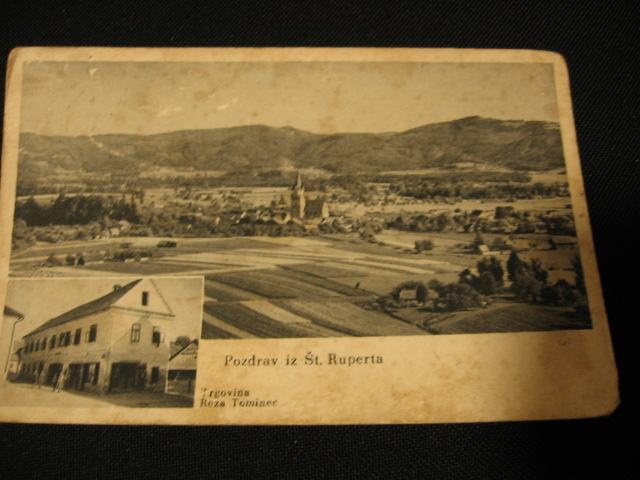 Pozdrav iz Št. Ruperta
Trgovina
Roza Tominec